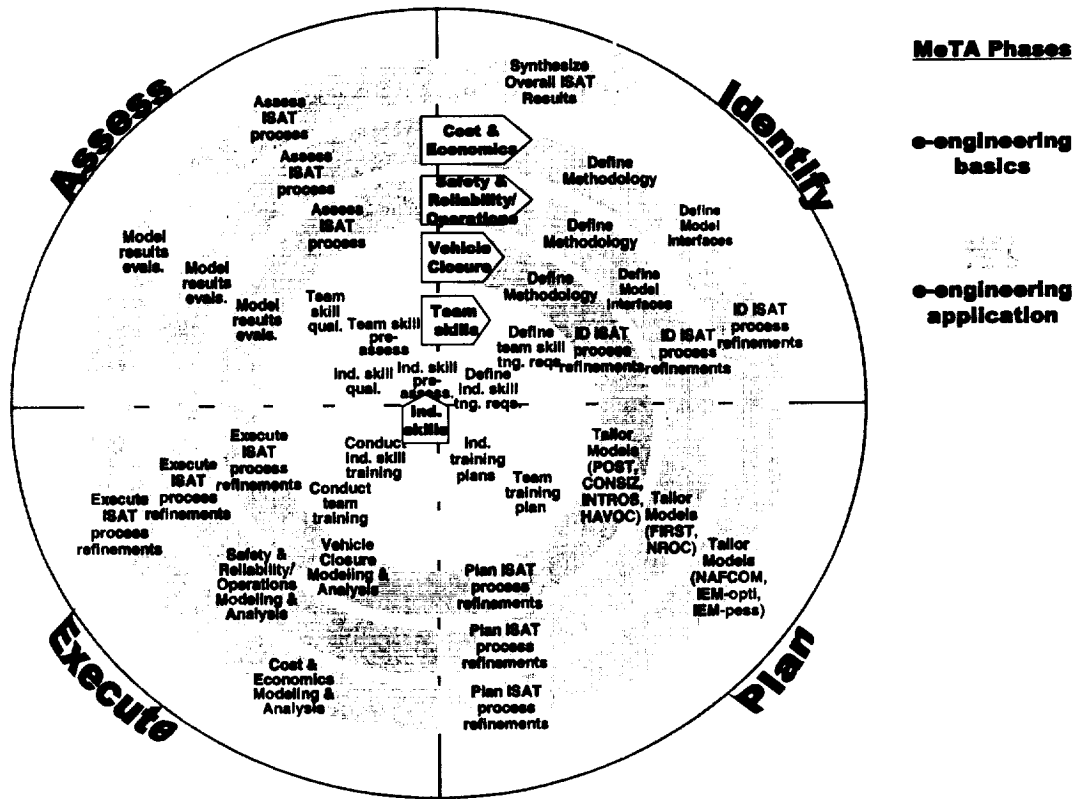 MeTA Phases
e-engineering
basics
e-engineering
application
Assess
Identify
Execute
Plan
Synthesize
Overall ISAT
Results
Assess
ISAT
process
Assess
ISAT
process
Assess
ISAT
process
Cost &
Economics
Safety &
Reliability/
Operations
Vehicle
Closure
Team
skills
Ind.
skills
Define
Methodology
Define
Methodology
Define
Methodology
Define
Model
Interfaces
Define
Model
Interfaces
Model
results
evals.
Model
results
evals.
Model
results
evals.
Team
skill
qual.
Team skill
pre-
assess
Ind. skill
qual.
Ind. skill
pre-
assess.
Define
team skill
tng. reqs.
Define
ind. skill
tng. reqs.
ID ISAT
process
refinements
ID ISAT
process
refinements
ID ISAT
process
refinements
Execute
ISAT
process
refinements
Execute
ISAT
process
refinements
Execute
ISAT
process
refinements
Conduct
ind. skill
training
Conduct
team
training
Ind.
training
plans
Team
training
plan
Tailor
Models
(POST,
CONSIZ,
INTROS,
HAVOC)
Tailor
Models
(FIRST,
NROC)
Tailor
Models
(NAFCOM,
IEM-opti,
IEM-pess)
Safety &
Reliability/
Operations
Modeling &
Analysis
Vehicle
Closure
Modeling &
Analysis
Cost &
Economics
Modeling &
Analysis
Plan ISAT
process
refinements
Plan ISAT
process
refinements
Plan ISAT
process
refinements